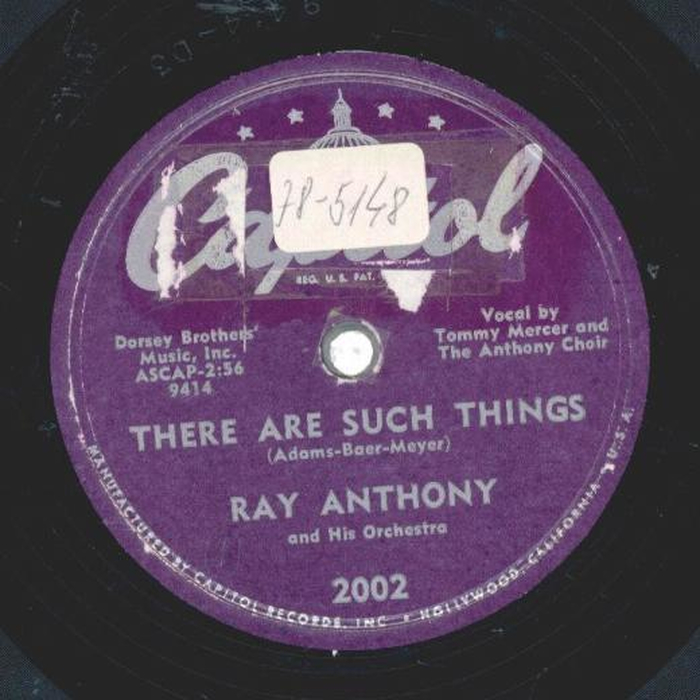 Capitol
78-5148
REG. U. S. PAT.
Dorsey Brothers'
Music, Inc.
ASCAP-2:56
9414
Vocal by
Tommy Mercer and
The Anthony Choir
THERE ARE SUCH THINGS
(Adams-Baer-Meyer)
RAY ANTHONY
and His Orchestra
2002
MANUFACTURED BY CAPITOL RECORDS, INC • HOLLYWOOD, CALIFORNIA - U.S.A.